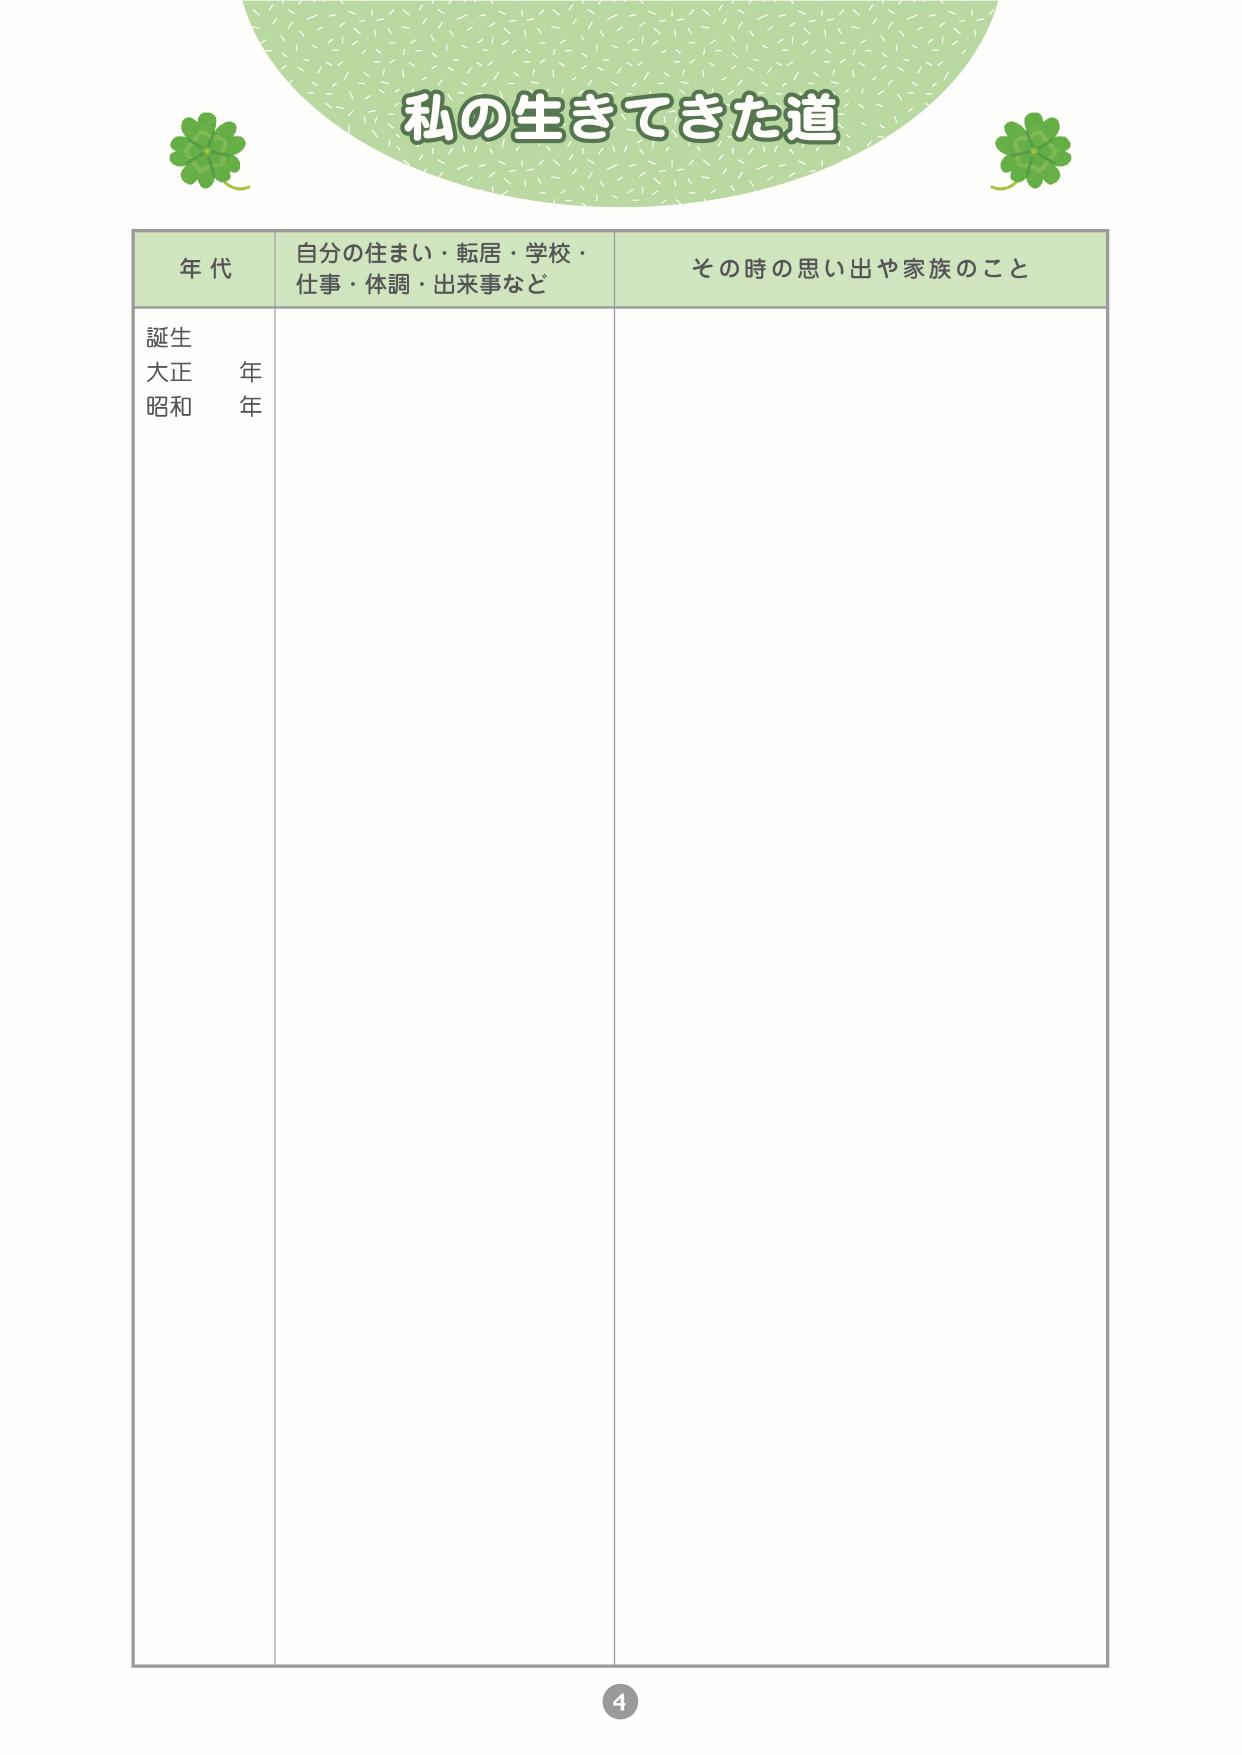 私の生きてきた道
年代
自分の住まい・転居・学校・
仕事・体調・出来事など
その時の思い出や家族のこと
誕生
大正　　年
昭和　　年
4